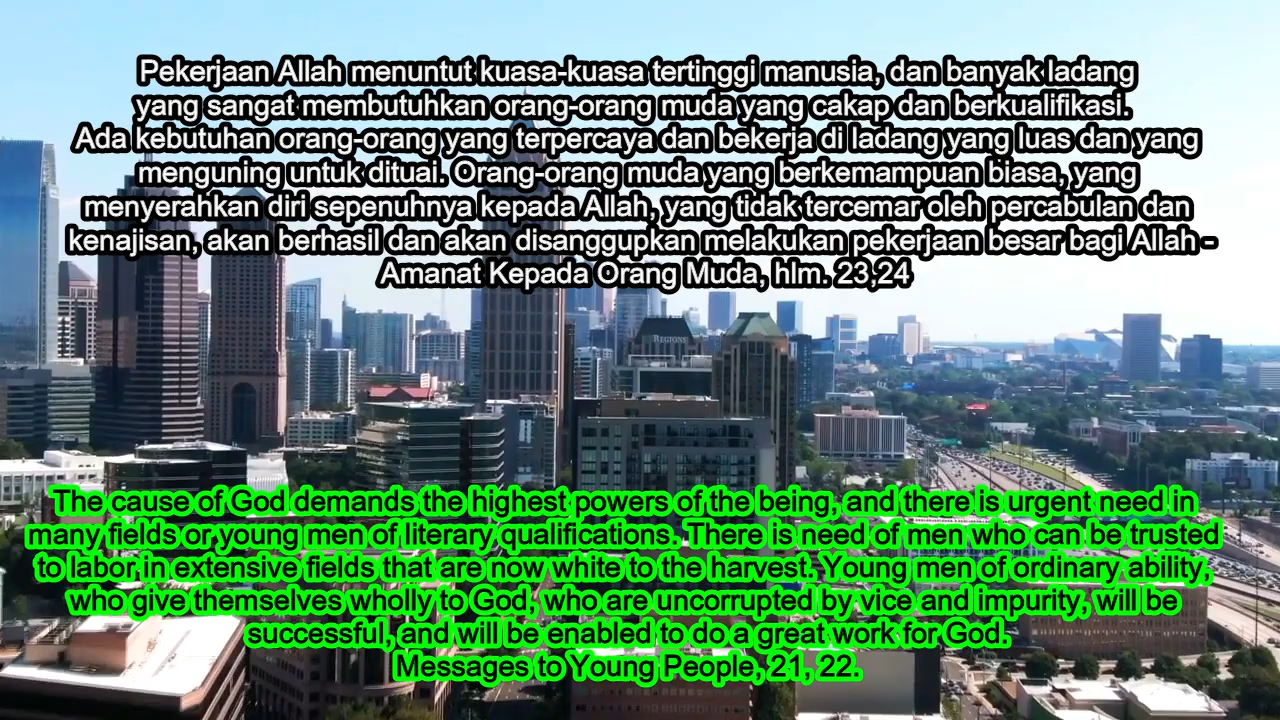 Pekerjaan Allah menuntut kuasa-kuasa tertinggi manusia, dan banyak ladang
yang sangat membutuhkan orang-orang muda yang cakap dan berkualifikasi.
Ada kebutuhan orang-orang yang terpercaya dan bekerja di ladang yang luas dan yang
menguning untuk dituai. Orang-orang muda yang berkemampuan biasa, yang
menyerahkan diri sepenuhnya kepada Allah, yang tidak tercemar oleh percabulan dan
kenajisan, akan berhasil dan akan disanggupkan melakukan pekerjaan besar bagi Allah -
Amanat Kepada Orang Muda, hlm. 23,24
REGIONS
The cause of God demands the highest powers of the being, and there is urgent need in
many fields or young men of literary qualifications. There is need of men who can be trusted
to labor in extensive fields that are now white to the harvest. Young men of ordinary ability,
who give themselves wholly to God, who are uncorrupted by vice and impurity, will be
successful, and will be enabled to do a great work for God.
Messages to Young People, 21, 22.